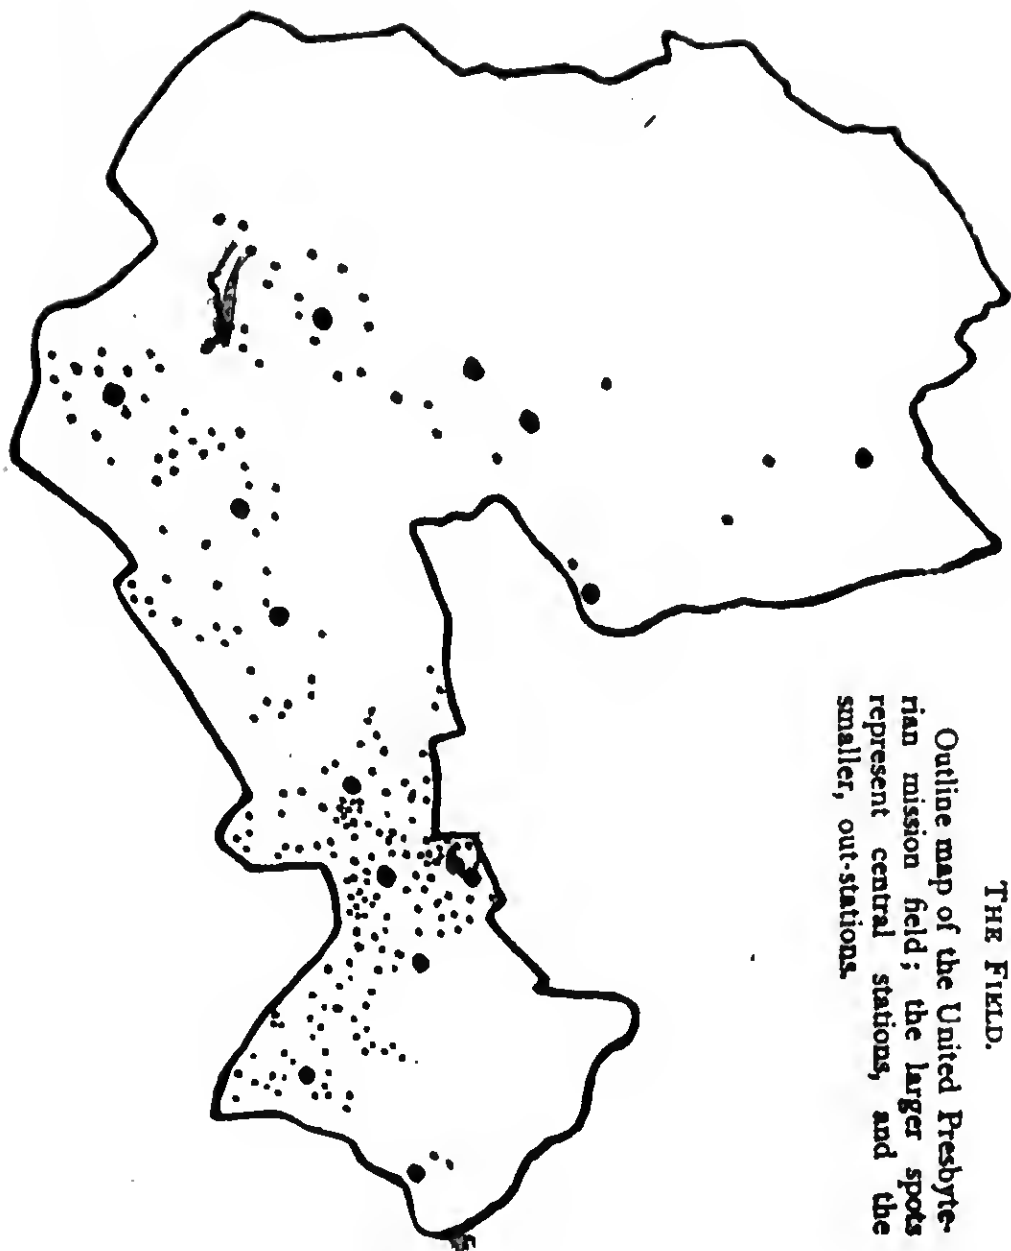 THE FIELD.
Outline map of the United Presbyte-
rian mission field; the larger spots
represent central stations, and the
smaller, out-stations.